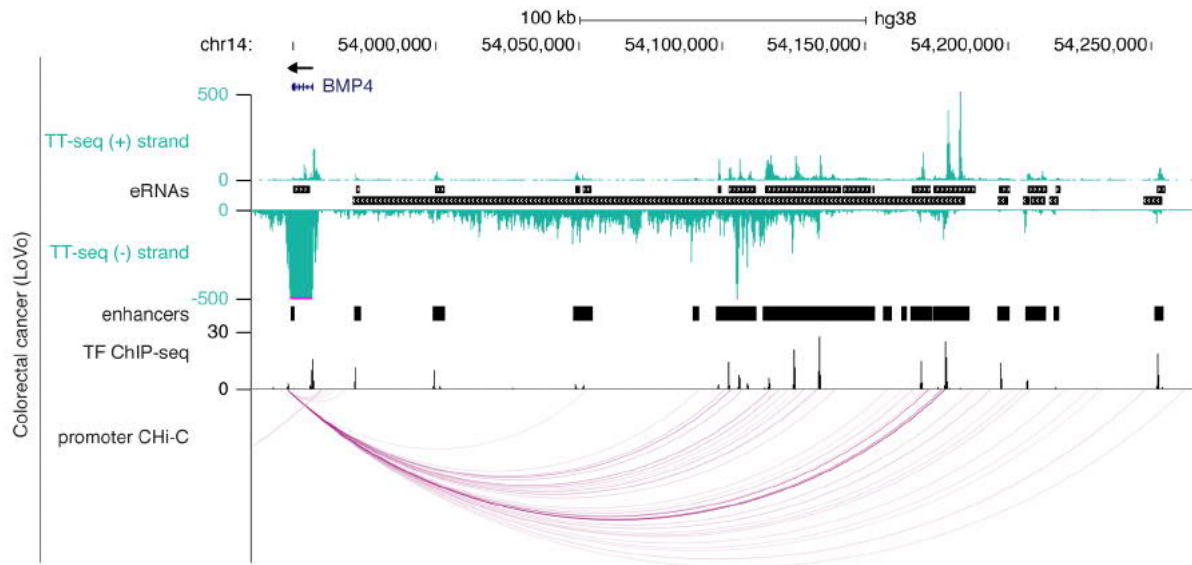 100 kb hg38
chr14: 54,000,000 54,050,000 54,100,000 54,150,000 54,200,000 54,250,000
BMP4
500
TT-seq (+) strand
0
eRNAs
0
TT-seq (-) strand
-500
enhancers
30
TF ChIP-seq
0
promoter CHi-C
Colorectal cancer (LoVo)